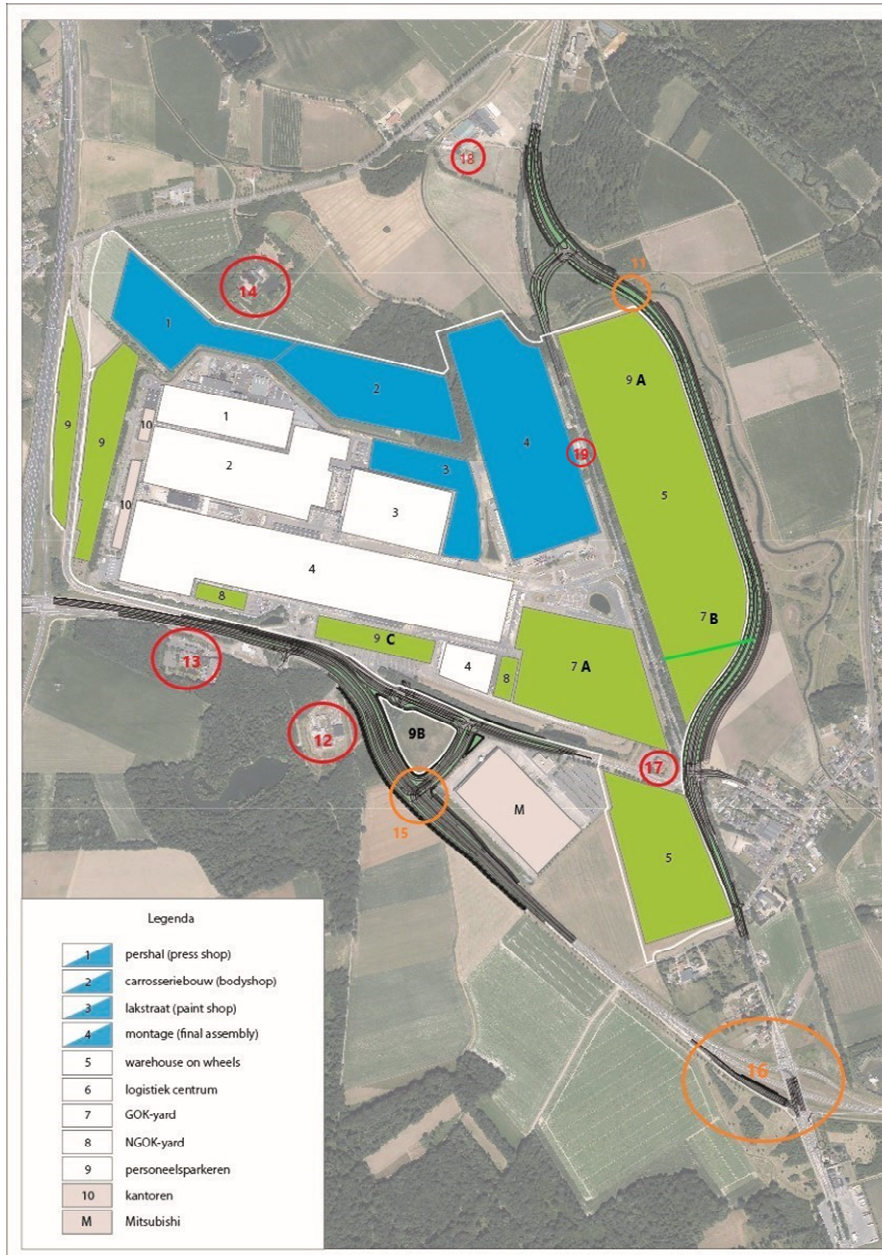 18
11
14
1
9 A
2
4
1
10
9
9
3
19
2
5
10
3
4
8
7 B
9 C
7 A
4
8
13
12
9B
17
15
M
5
16
Legenda
1 pershal (press shop)
2 carrosseriebouw (bodyshop)
3 lakstraat (paint shop)
4 montage (final assembly)
5 warehouse on wheels
6 logistiek centrum
7 GOK-yard
8 NGOK-yard
9 personeelsparkeren
10 kantoren
M Mitsubishi